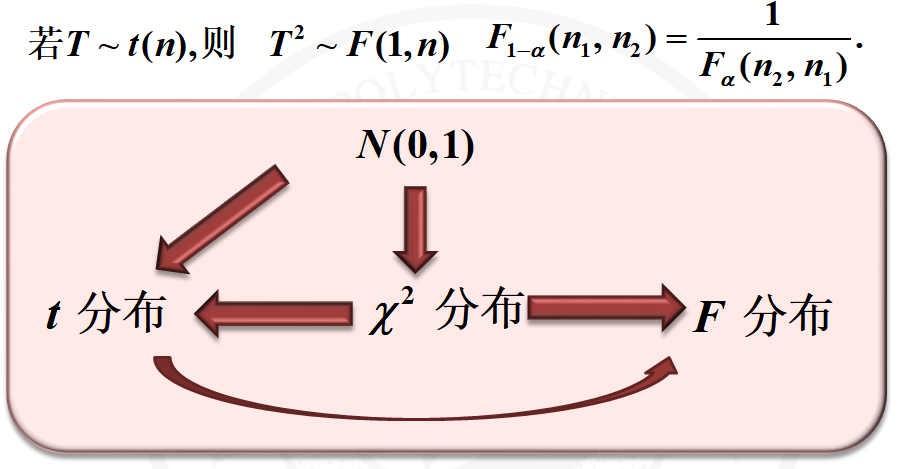 若T ~ t(n),则 T² ~ F(1,n) F₁₋α(n₁, n₂) = 1/Fα(n₂, n₁).
POLYTECHN
N(0,1)
t 分布 χ² 分布 F 分布